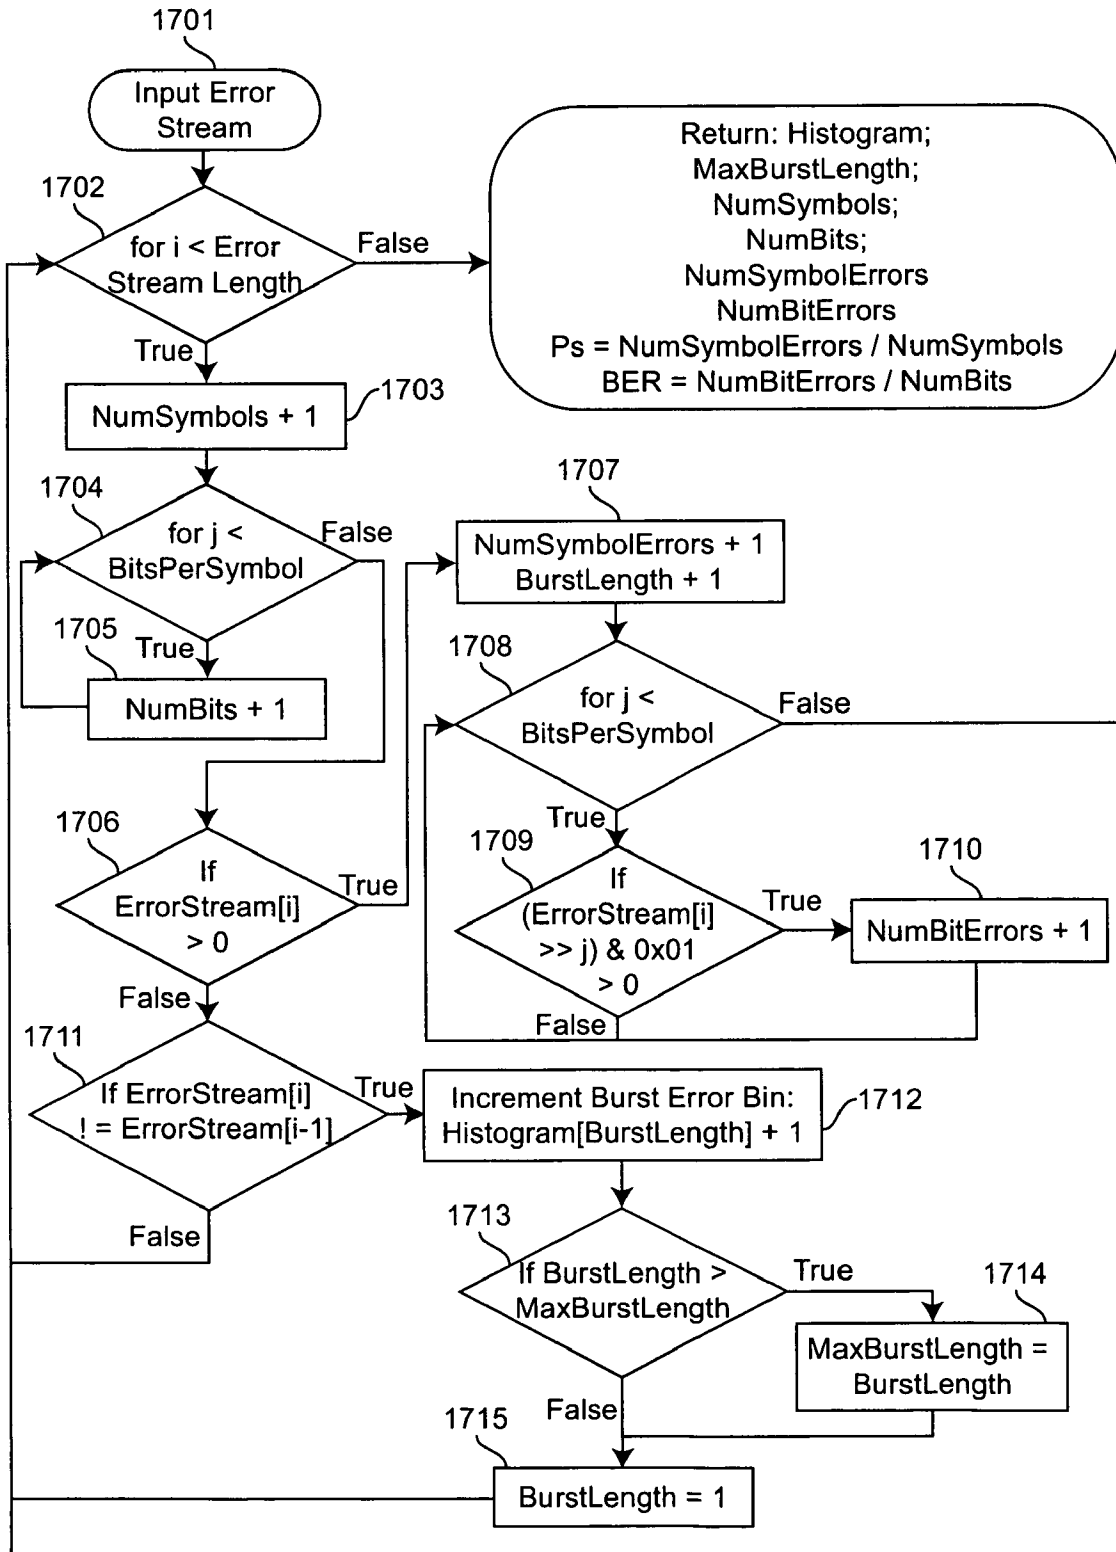 1701
Input Error
Stream
1702
for i < Error
Stream Length
False
Return: Histogram;
MaxBurstLength;
NumSymbols;
NumBits;
NumSymbolErrors
NumBitErrors
Ps = NumSymbolErrors / NumSymbols
BER = NumBitErrors / NumBits
True
NumSymbols + 1
1703
1704
for j <
BitsPerSymbol
False
True
1705
NumBits + 1
1706
If
ErrorStream[i]
> 0
True
False
1707
NumSymbolErrors + 1
BurstLength + 1
1708
for j <
BitsPerSymbol
False
True
1709
If
(ErrorStream[i]
>> j) & 0x01
> 0
True
False
1710
NumBitErrors + 1
1711
If ErrorStream[i]
! = ErrorStream[i-1]
True
False
Increment Burst Error Bin:
Histogram[BurstLength] + 1
1712
1713
If BurstLength >
MaxBurstLength
True
False
1714
MaxBurstLength =
BurstLength
1715
BurstLength = 1